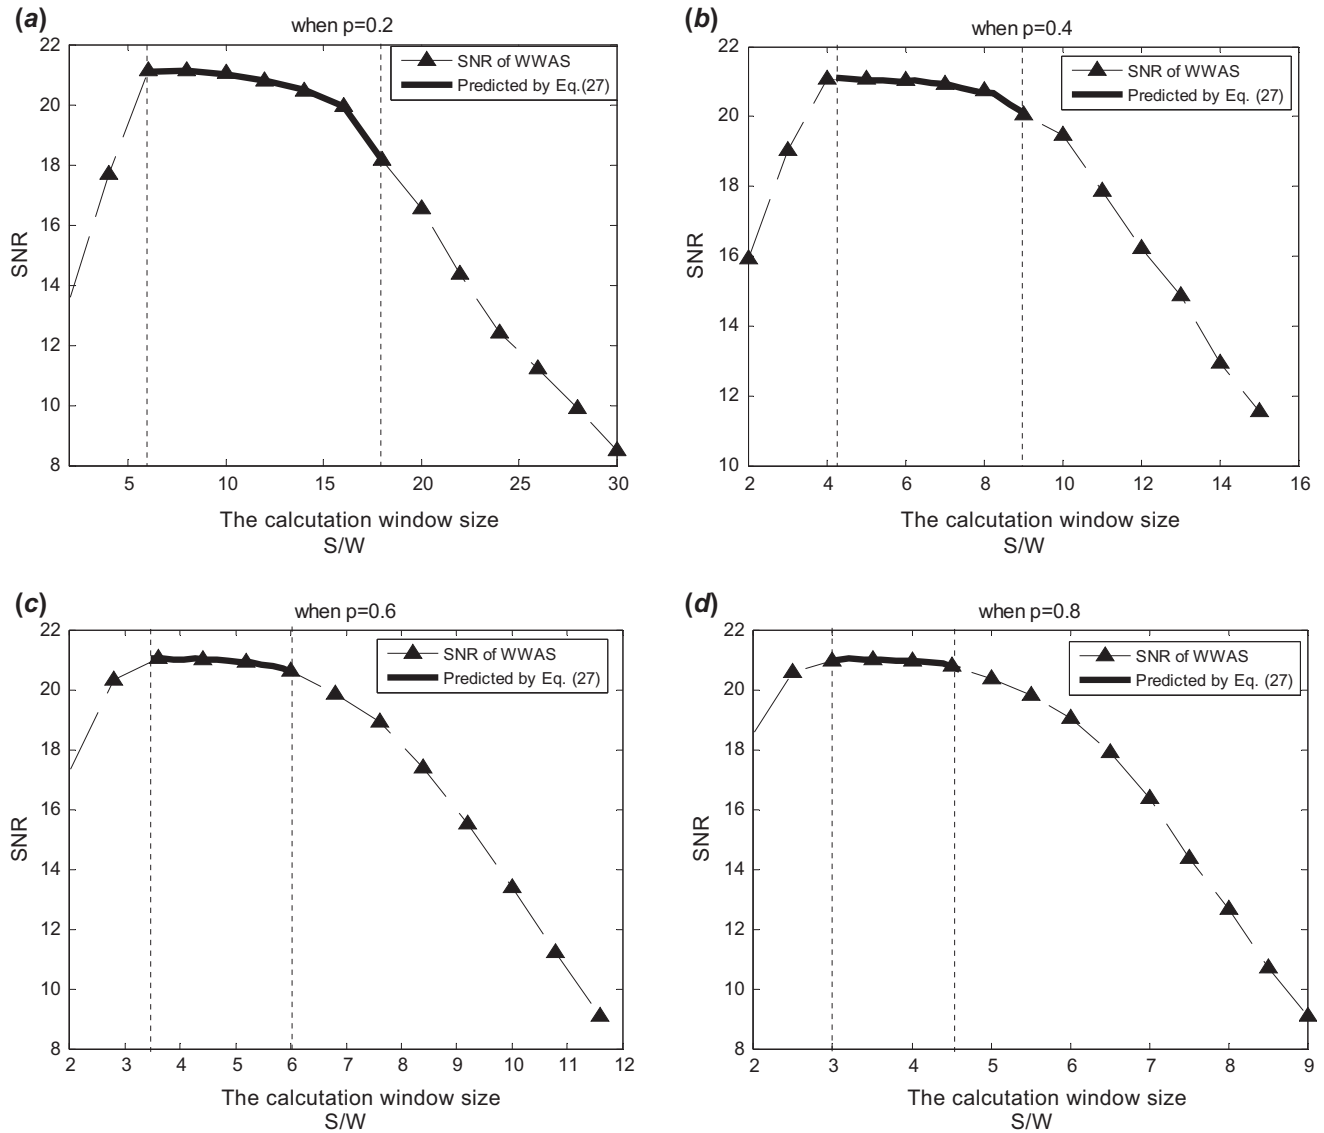 (a)
when p=0.2
22
20
18
16
14
12
10
8
SNR
SNR of WWAS
Predicted by Eq.(27)
5
10
15
20
25
30
The calcutation window size
S/W
(b)
when p=0.4
22
20
18
16
14
12
10
SNR
SNR of WWAS
Predicted by Eq. (27)
2
4
6
8
10
12
14
16
The calcutation window size
S/W
(c)
when p=0.6
22
20
18
16
14
12
10
8
SNR
SNR of WWAS
Predicted by Eq. (27)
2
3
4
5
6
7
8
9
10
11
12
The calcutation window size
S/W
(d)
when p=0.8
22
20
18
16
14
12
10
8
SNR
SNR of WWAS
Predicted by Eq. (27)
2
3
4
5
6
7
8
9
The calcutation window size
S/W